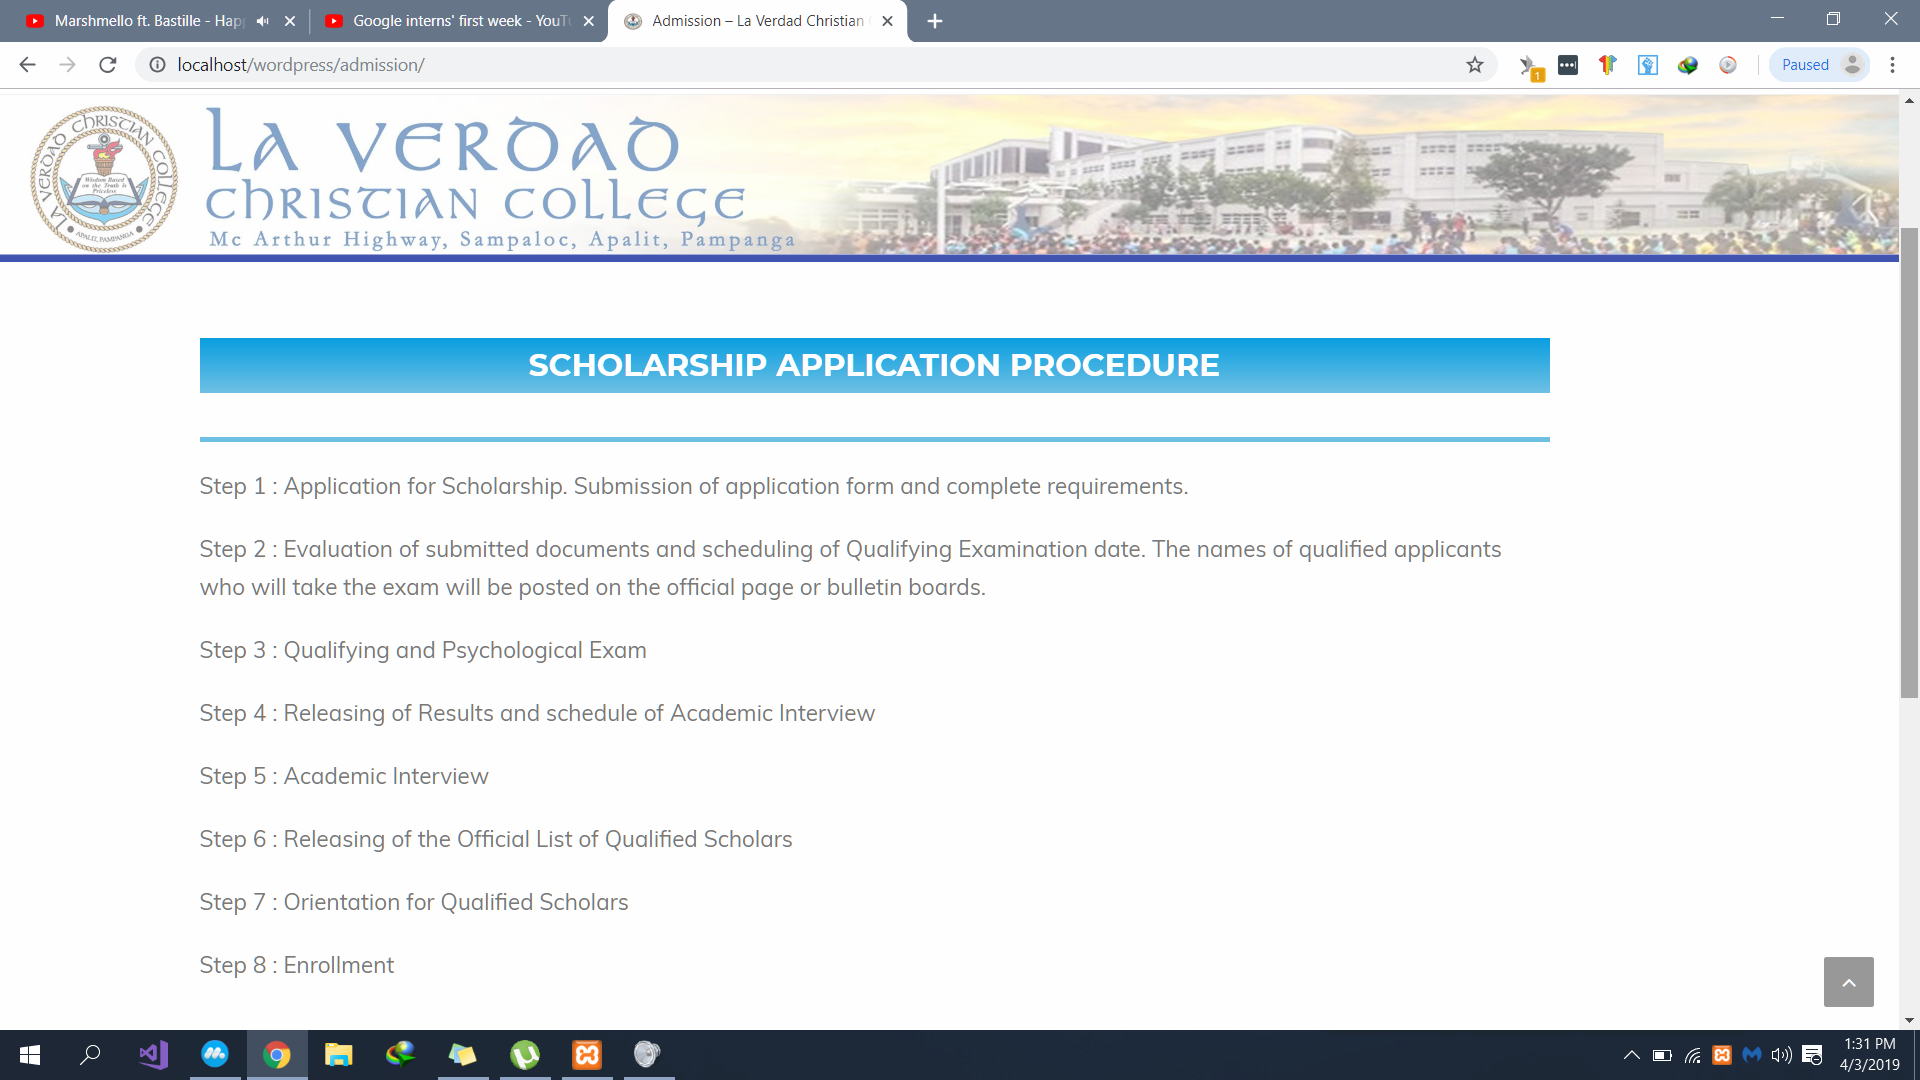 Marshmello ft. Bastille - Hap
Google interns' first week - YouTu
Admission – La Verdad Christian
localhost/wordpress/admission/
1
Paused
LA VERDAD CHRISTIAN COLLEGE
APALIT, PAMPANGA
Wisdom Based
on the Truth is
Priceless
La Verdad
Christian College
Mc Arthur Highway, Sampaloc, Apalit, Pampanga
SCHOLARSHIP APPLICATION PROCEDURE
Step 1 : Application for Scholarship. Submission of application form and complete requirements.
Step 2 : Evaluation of submitted documents and scheduling of Qualifying Examination date. The names of qualified applicants
who will take the exam will be posted on the official page or bulletin boards.
Step 3 : Qualifying and Psychological Exam
Step 4 : Releasing of Results and schedule of Academic Interview
Step 5 : Academic Interview
Step 6 : Releasing of the Official List of Qualified Scholars
Step 7 : Orientation for Qualified Scholars
Step 8 : Enrollment
1:31 PM
4/3/2019